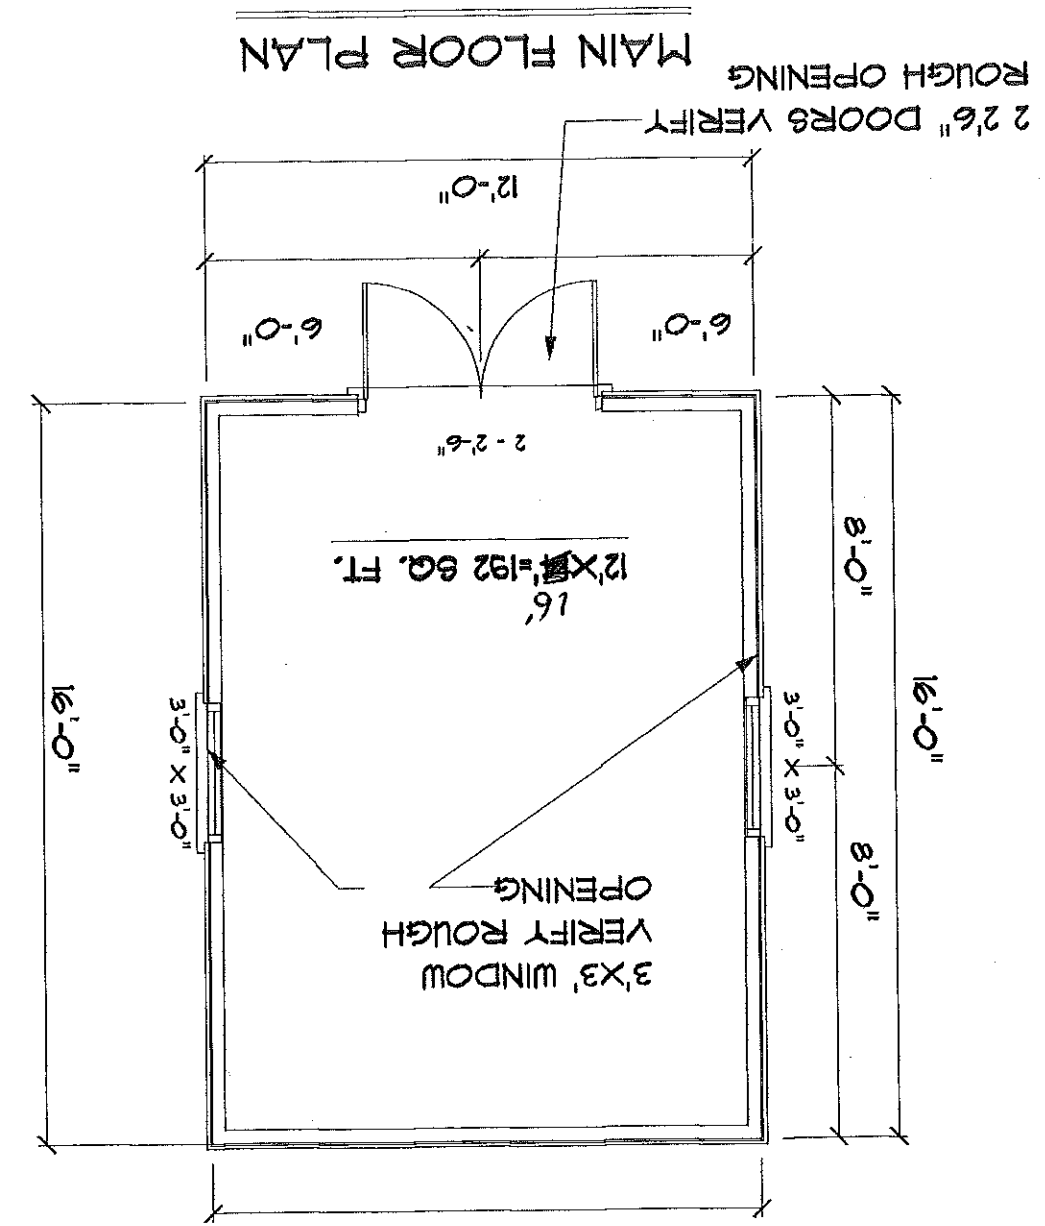 3'X3' WINDOW
VERIFY ROUGH
OPENING
8'-0"
16'-0"
3'-0" X 3'-0"
3'-0" X 3'-0"
16'-0"
8'-0"
16'
12'X '=192 SQ. FT.
2 - 2'-6"
6'-0"
6'-0"
12'-0"
2 2'6" DOORS VERIFY
ROUGH OPENING
MAIN FLOOR PLAN